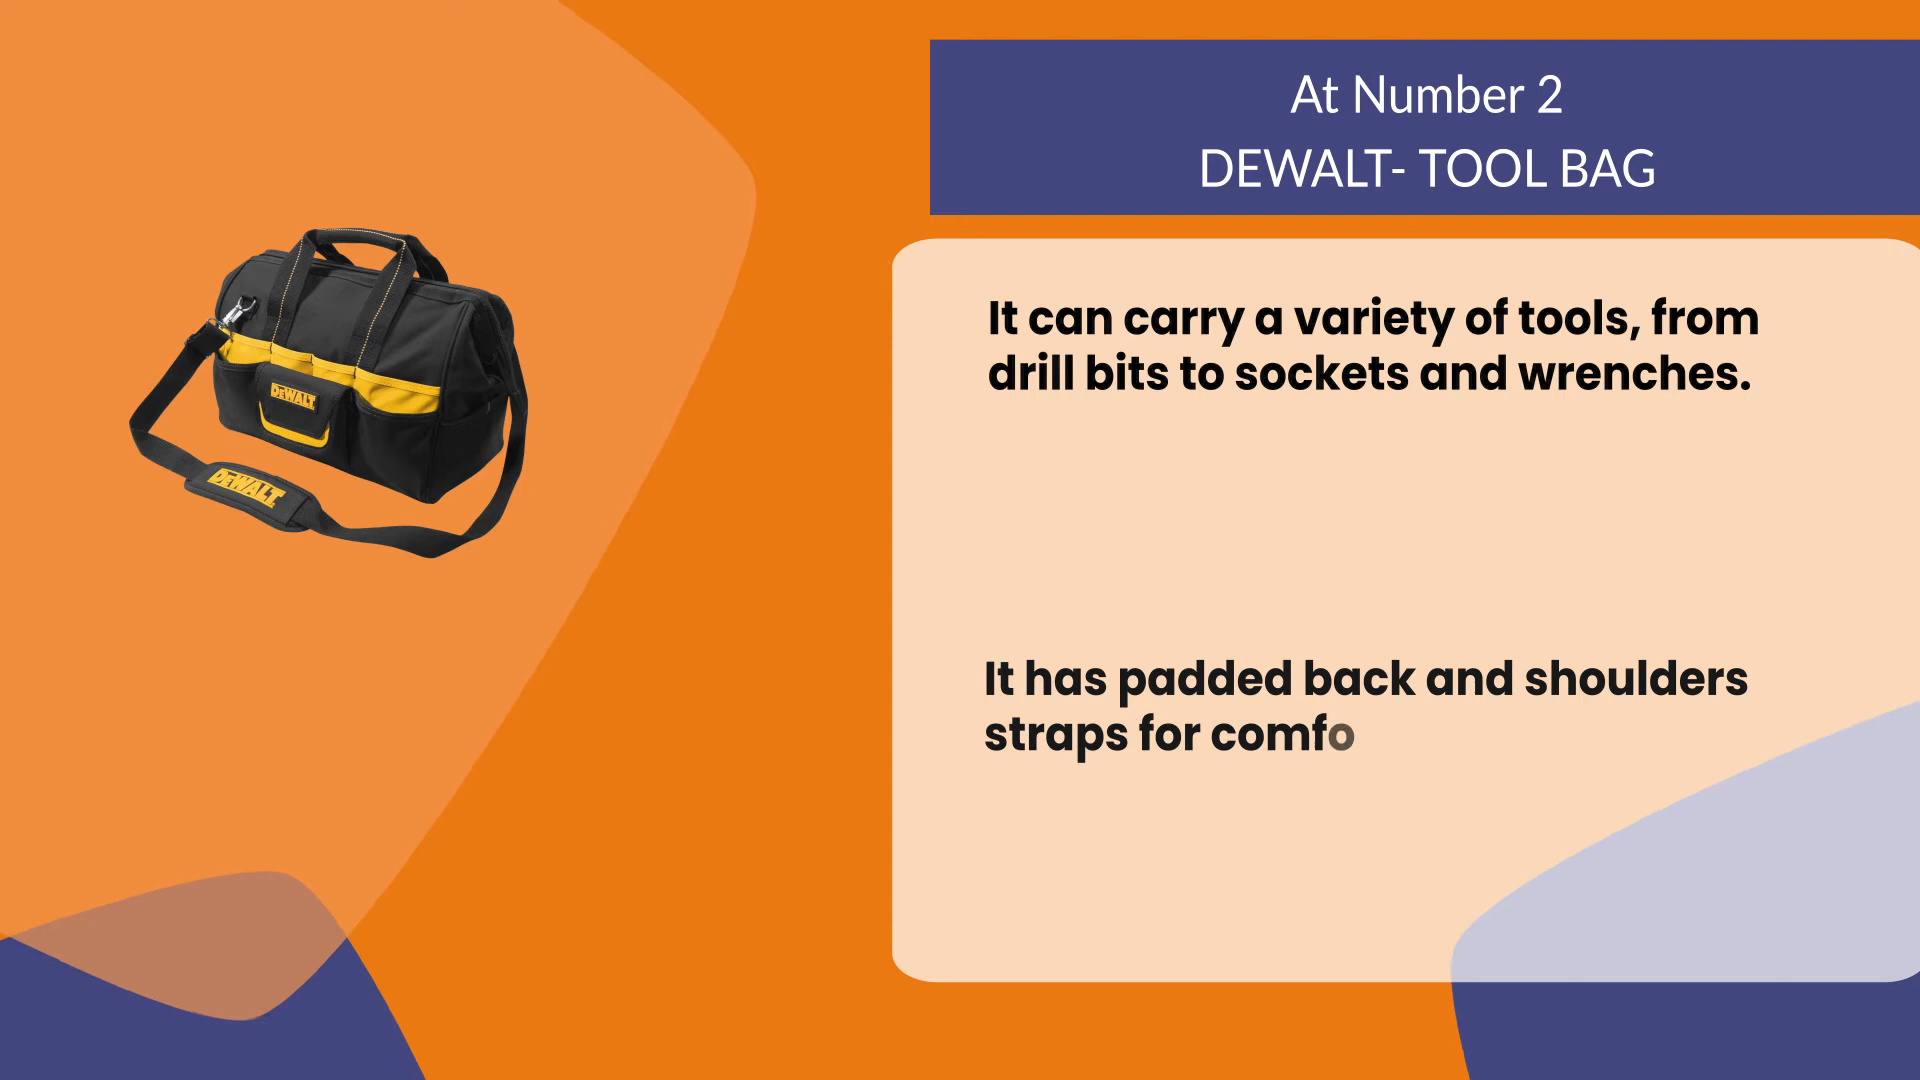 At Number 2
DEWALT- TOOL BAG
It can carry a variety of tools, from
drill bits to sockets and wrenches.
DEWALT
DEWALT
It has padded back and shoulders
straps for comfo